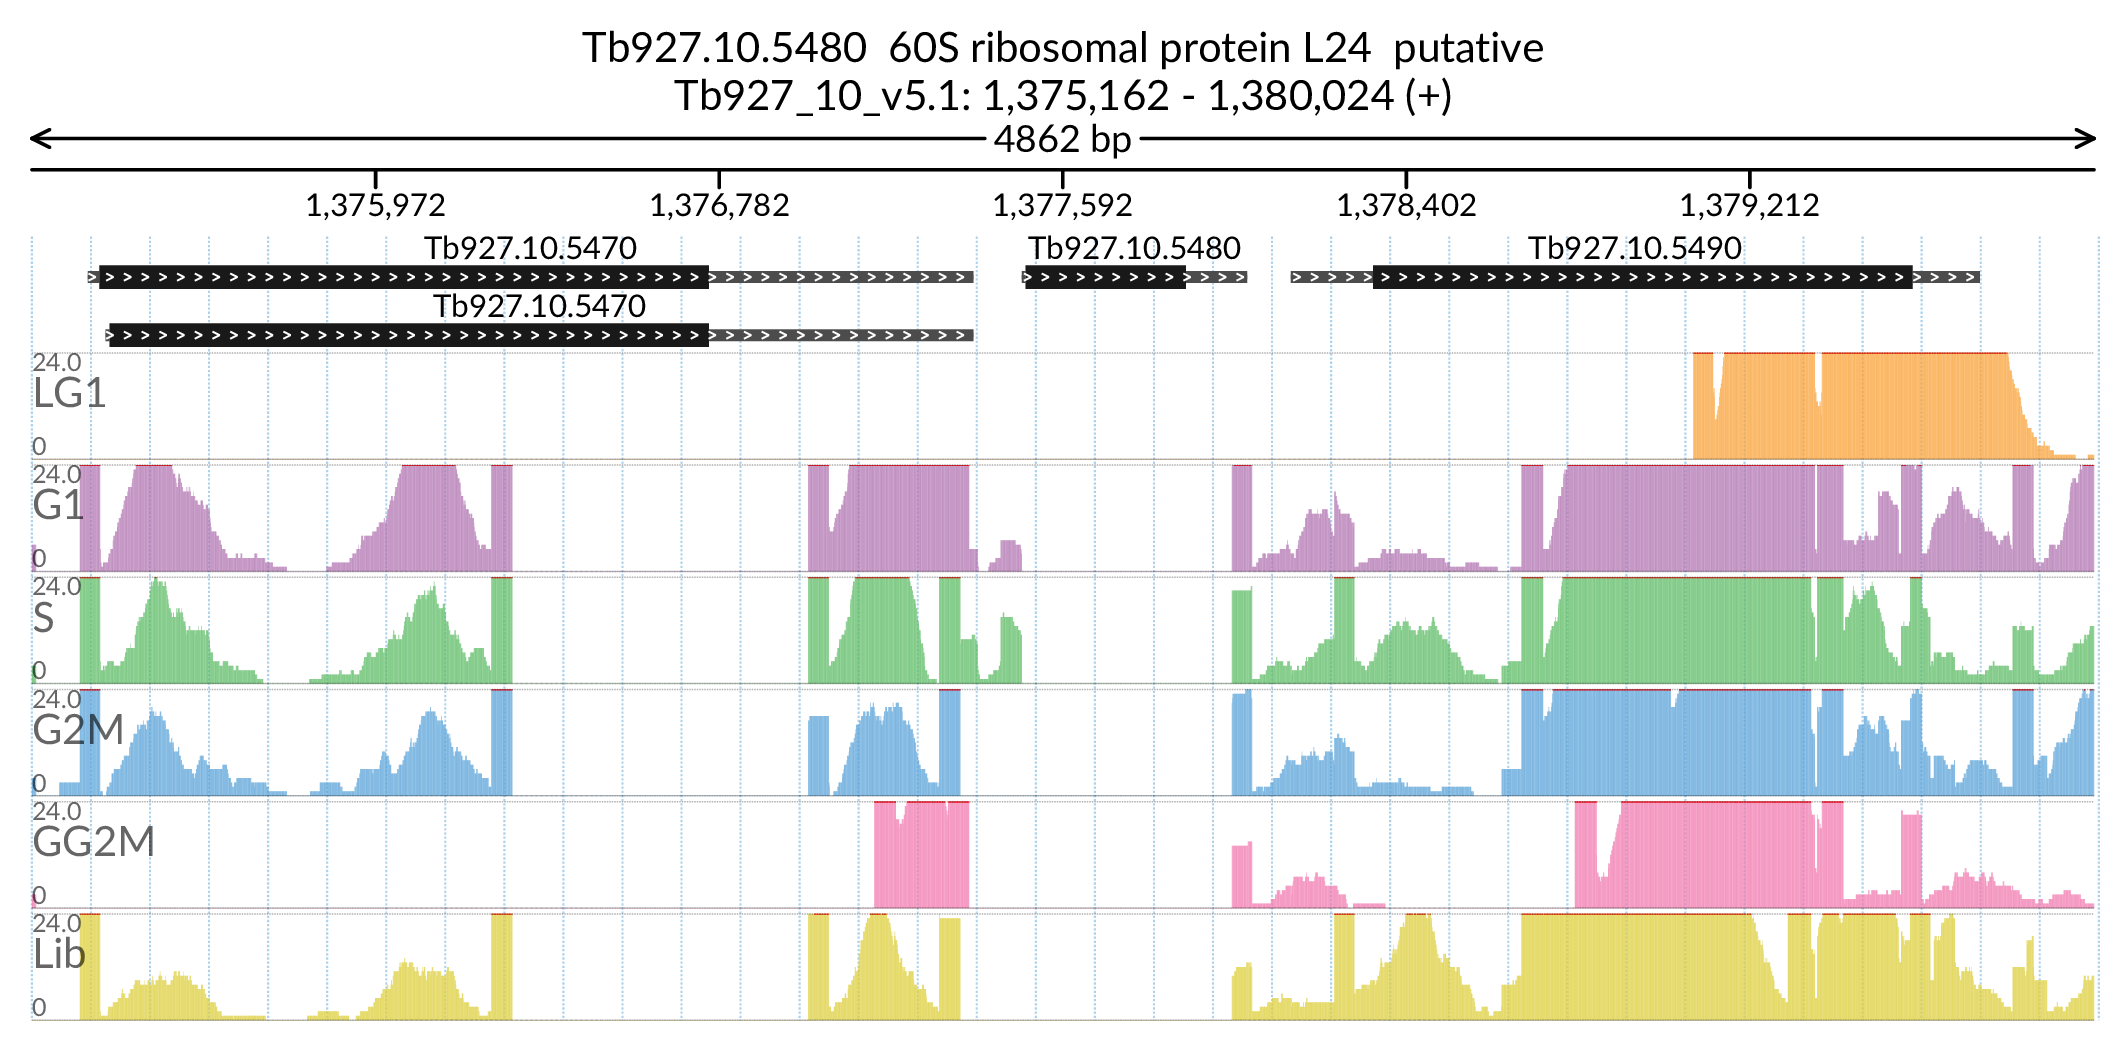 Tb927.10.5480  60S ribosomal protein L24  putative
Tb927_10_v5.1: 1,375,162 - 1,380,024 (+)
4862 bp
1,375,972 1,376,782 1,377,592 1,378,402 1,379,212
Tb927.10.5470 Tb927.10.5480 Tb927.10.5490
Tb927.10.5470
24.0
LG1
0
24.0
G1
0
24.0
S
0
24.0
G2M
0
24.0
GG2M
0
24.0
Lib
0